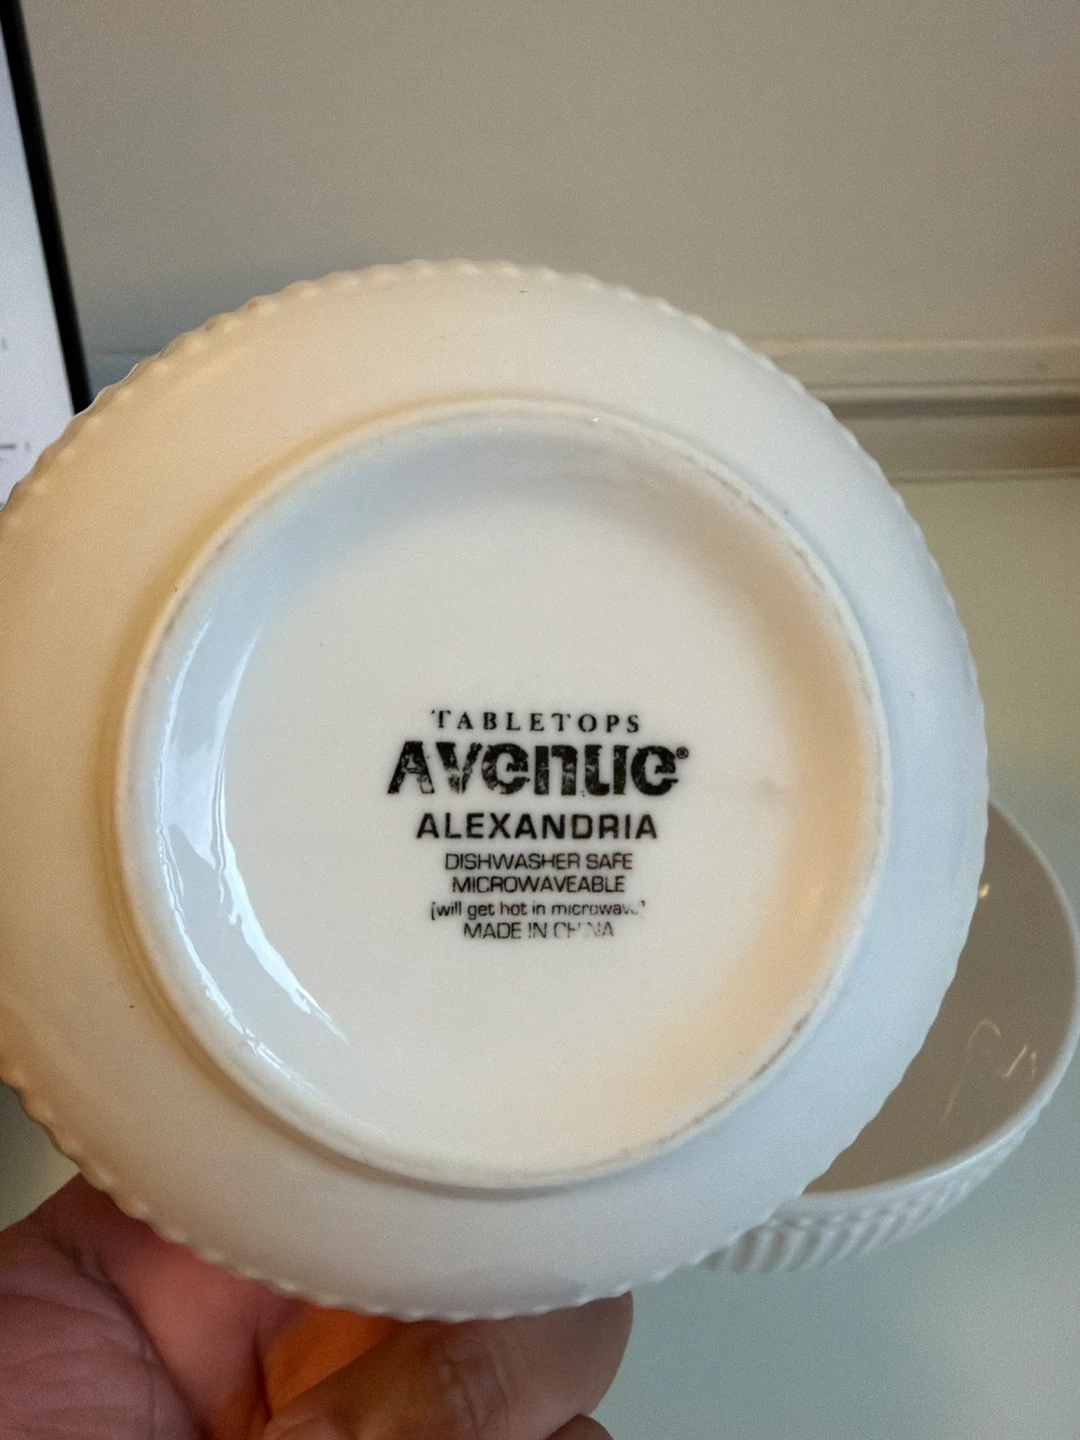 TABLETOPS
Avenue®
ALEXANDRIA
DISHWASHER SAFE
MICROWAVEABLE
(will get hot in microwave)
MADE IN CHINA